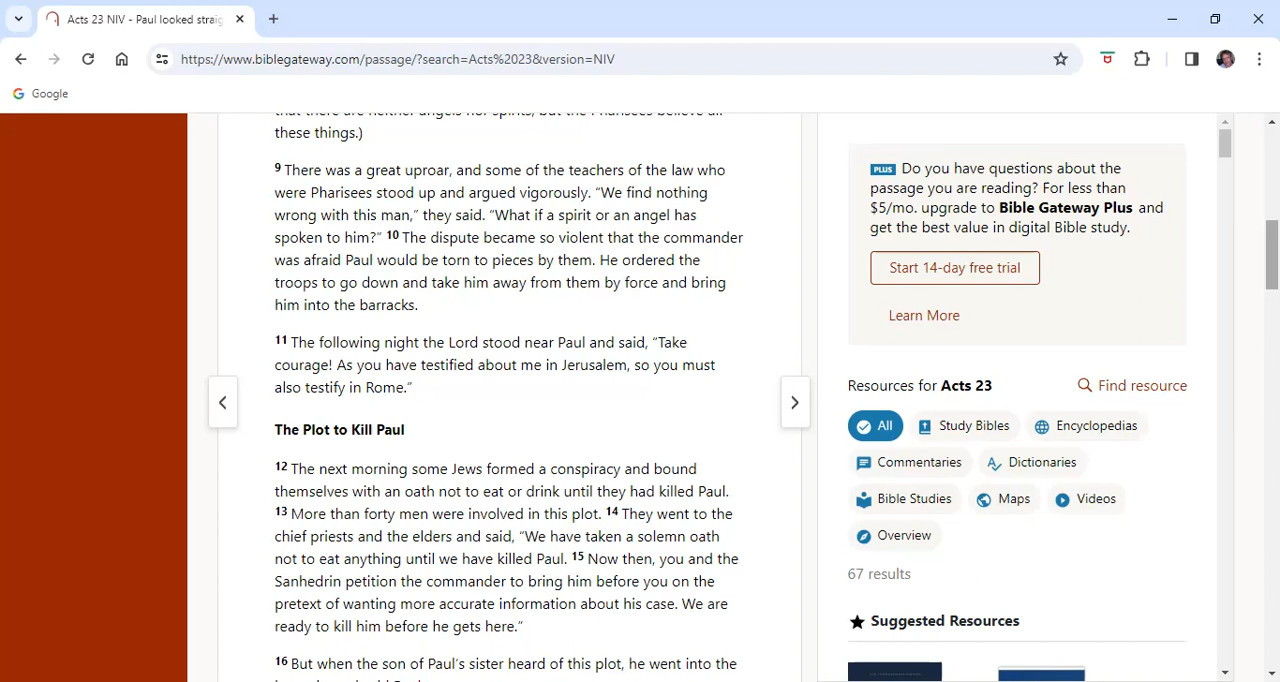 Acts 23 NIV - Paul looked straig
https://www.biblegateway.com/passage/?search=Acts%2023&version=NIV
Google
that there are neither angels nor spirits, but the Pharisees believe all
these things.)
9 There was a great uproar, and some of the teachers of the law who
were Pharisees stood up and argued vigorously. “We find nothing
wrong with this man,” they said. “What if a spirit or an angel has
spoken to him?” 10 The dispute became so violent that the commander
was afraid Paul would be torn to pieces by them. He ordered the
troops to go down and take him away from them by force and bring
him into the barracks.
11 The following night the Lord stood near Paul and said, “Take
courage! As you have testified about me in Jerusalem, so you must
also testify in Rome.”
The Plot to Kill Paul
12 The next morning some Jews formed a conspiracy and bound
themselves with an oath not to eat or drink until they had killed Paul.
13 More than forty men were involved in this plot. 14 They went to the
chief priests and the elders and said, “We have taken a solemn oath
not to eat anything until we have killed Paul. 15 Now then, you and the
Sanhedrin petition the commander to bring him before you on the
pretext of wanting more accurate information about his case. We are
ready to kill him before he gets here.”
16 But when the son of Paul’s sister heard of this plot, he went into the
PLUS Do you have questions about the
passage you are reading? For less than
$5/mo. upgrade to Bible Gateway Plus and
get the best value in digital Bible study.
Start 14-day free trial
Learn More
Resources for Acts 23 Find resource
All Study Bibles Encyclopedias
Commentaries Dictionaries
Bible Studies Maps Videos
Overview
67 results
Suggested Resources